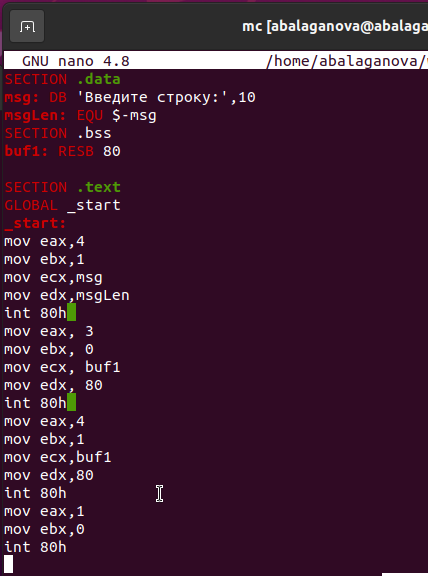 mc [abalaganova@abalaga
GNU nano 4.8 /home/abalaganova/
SECTION .data
msg: DB 'Введите строку:',10
msgLen: EQU $-msg
SECTION .bss
buf1: RESB 80
SECTION .text
GLOBAL _start
_start:
mov eax,4
mov ebx,1
mov ecx,msg
mov edx,msgLen
int 80h
mov eax, 3
mov ebx, 0
mov ecx, buf1
mov edx, 80
int 80h
mov eax,4
mov ebx,1
mov ecx,buf1
mov edx,80
int 80h
mov eax,1
mov ebx,0
int 80h